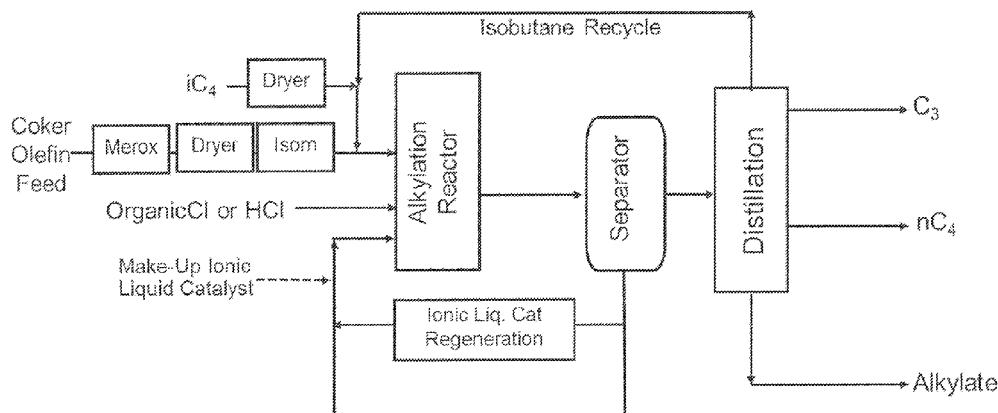 Isobutane Recycle
iC4
Dryer
Coker
Olefin
Feed
Merox
Dryer
Isom
OrganicCl or HCl
Make-Up Ionic
Liquid Catalyst
Alkylation
Reactor
Ionic Liq. Cat
Regeneration
Separator
Distillation
C3
nC4
Alkylate